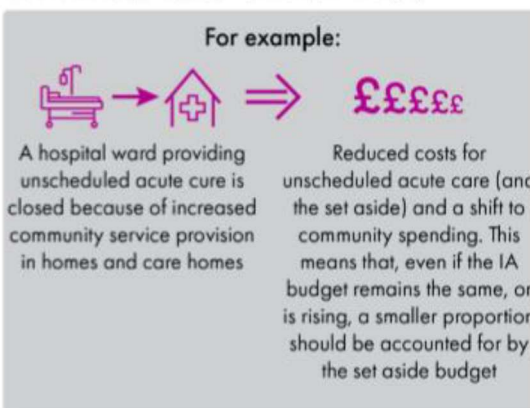 For example:
£££££
A hospital ward providing
unscheduled acute cure is
closed because of increased
community service provision
in homes and care homes
Reduced costs for
unscheduled acute care (and
the set aside) and a shift to
community spending. This
means that, even if the IA
budget remains the same, or
is rising, a smaller proportion
should be accounted for by
the set aside budget